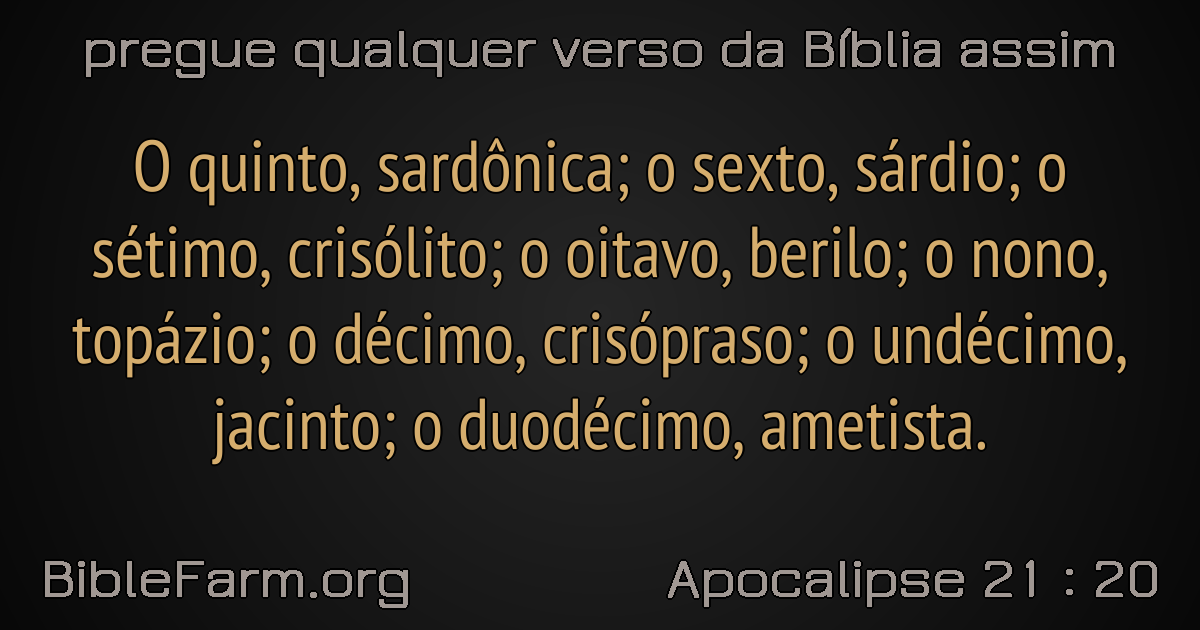 pregue qualquer verso da Bíblia assim
O quinto, sardônica; o sexto, sárdio; o
sétimo, crisólito; o oitavo, berilo; o nono,
topázio; o décimo, crisópraso; o undécimo,
jacinto; o duodécimo, ametista.
BibleFarm.org
Apocalipse 21 : 20